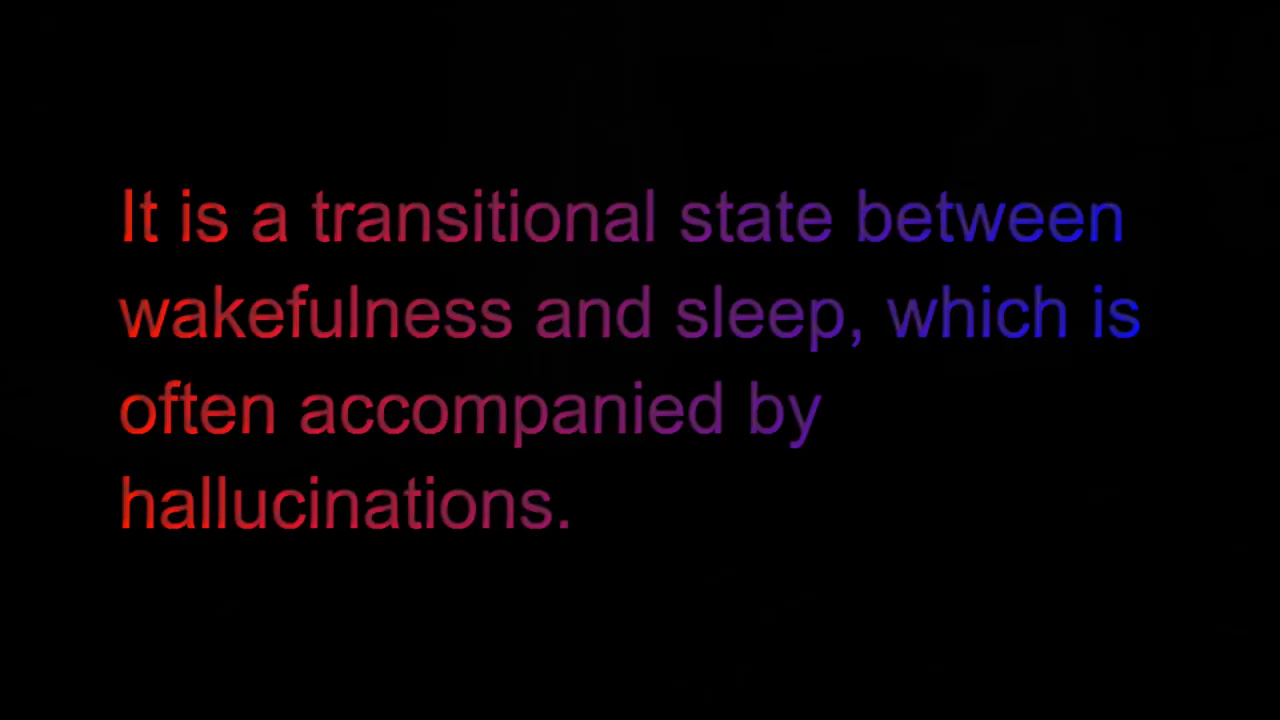 It is a transitional state between
wakefulness and sleep, which is
often accompanied by
hallucinations.